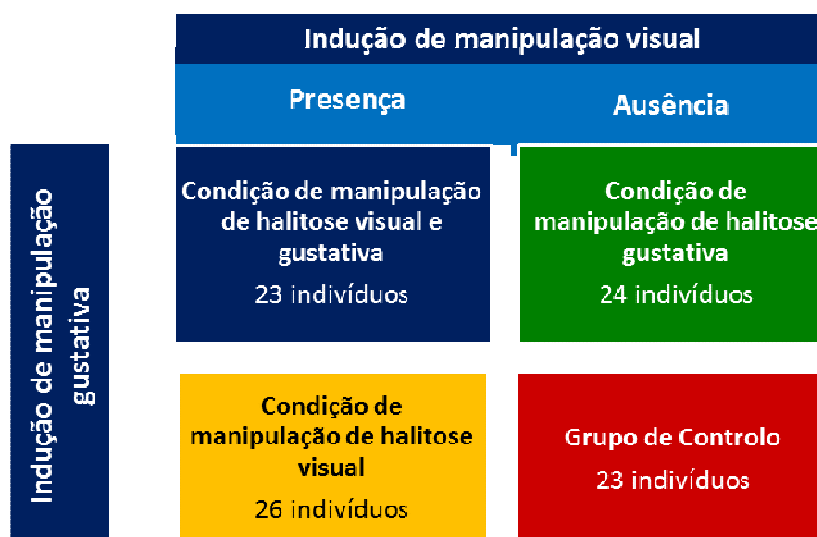 Indução de manipulação visual
Presença
Ausência
Indução de manipulação
gustativa
Condição de manipulação
de halitose visual e
gustativa
23 indivíduos
Condição de
manipulação de halitose
gustativa
24 indivíduos
Condição de
manipulação de halitose
visual
26 indivíduos
Grupo de Controlo
23 indivíduos